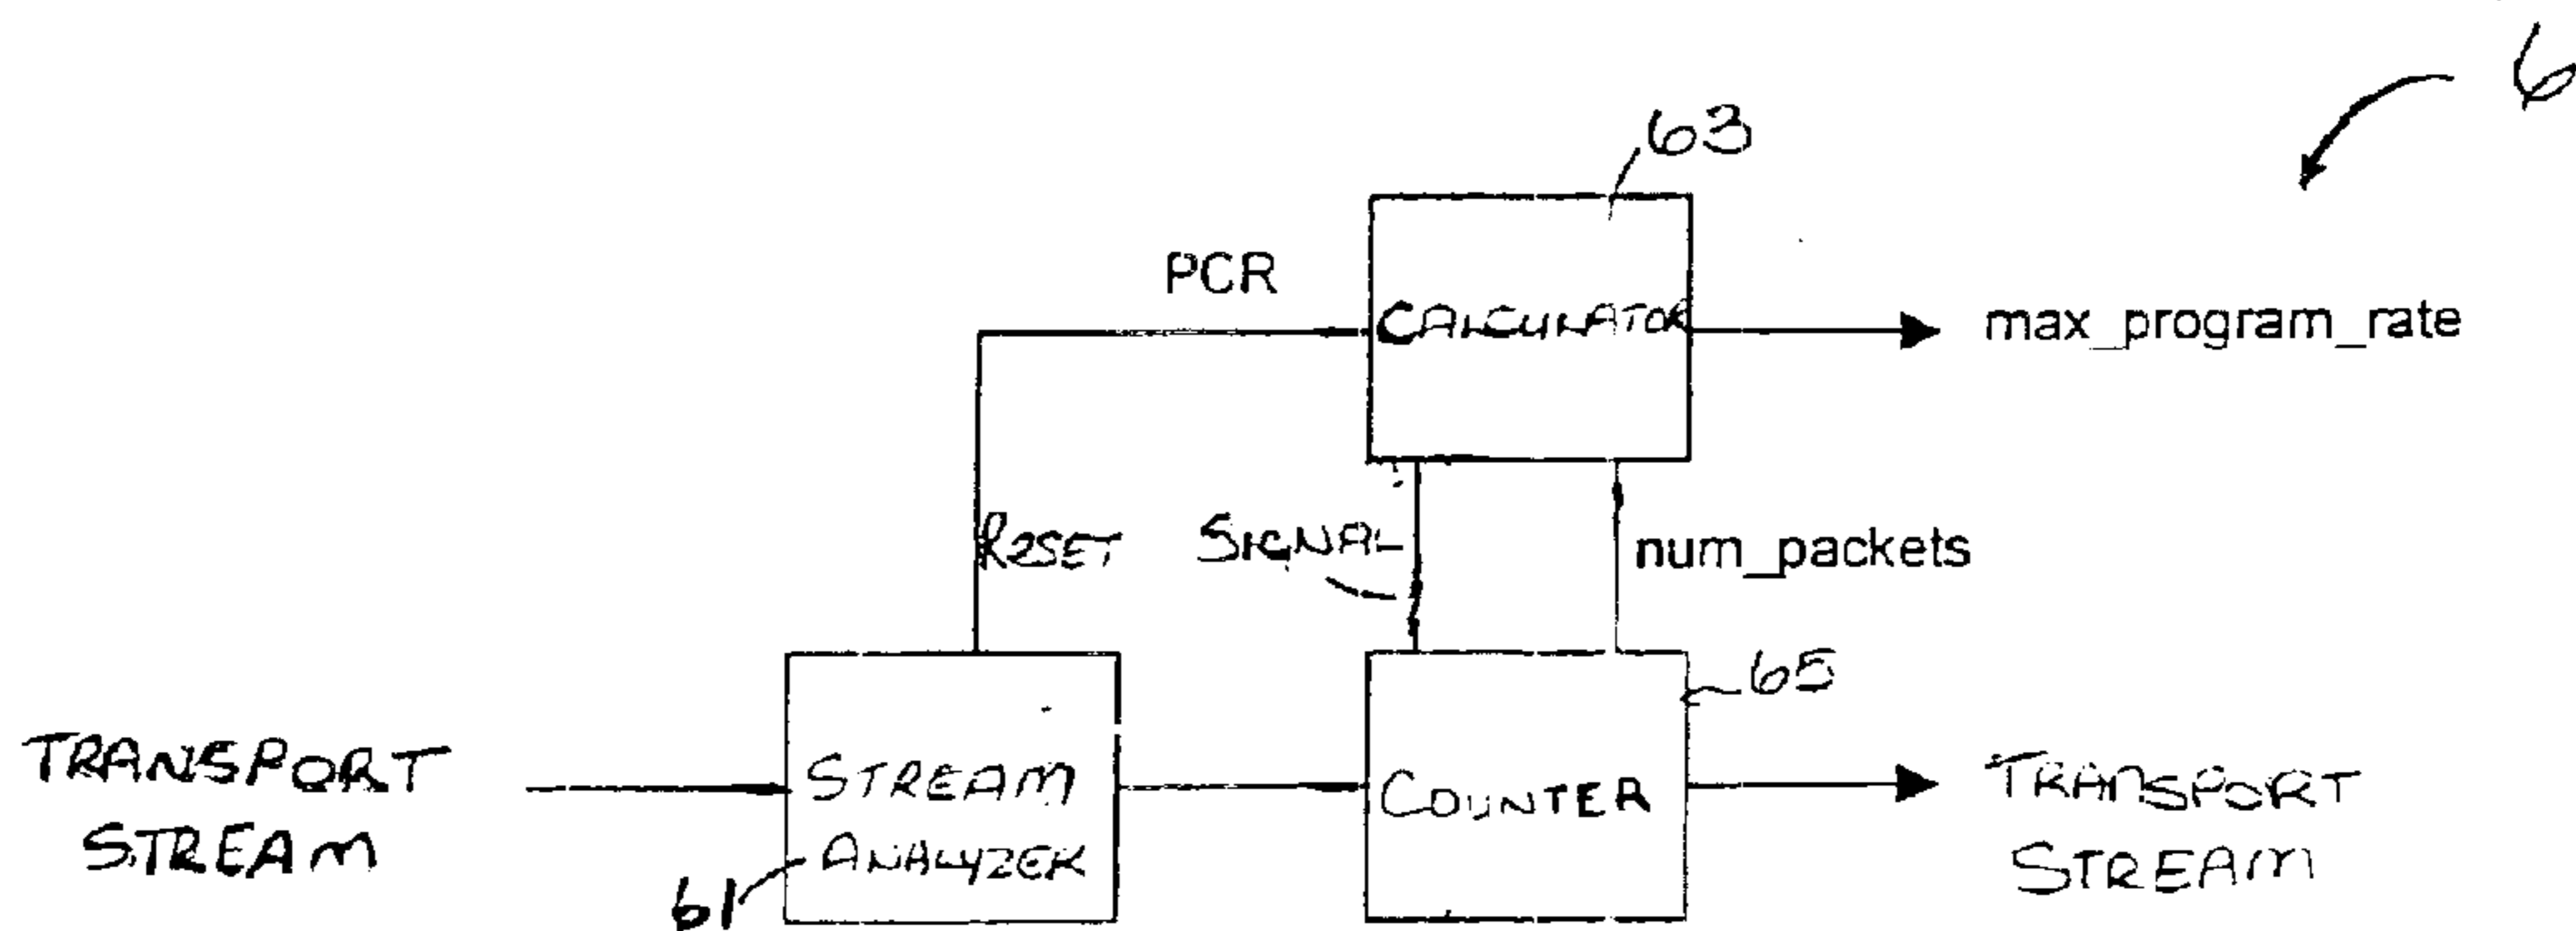 6
63
PCR
CALCULATOR
max_program_rate
RESET
SIGNAL
num_packets
65
TRANSPORT
STREAM
STREAM
ANALYZER
61
COUNTER
TRANSPORT
STREAM